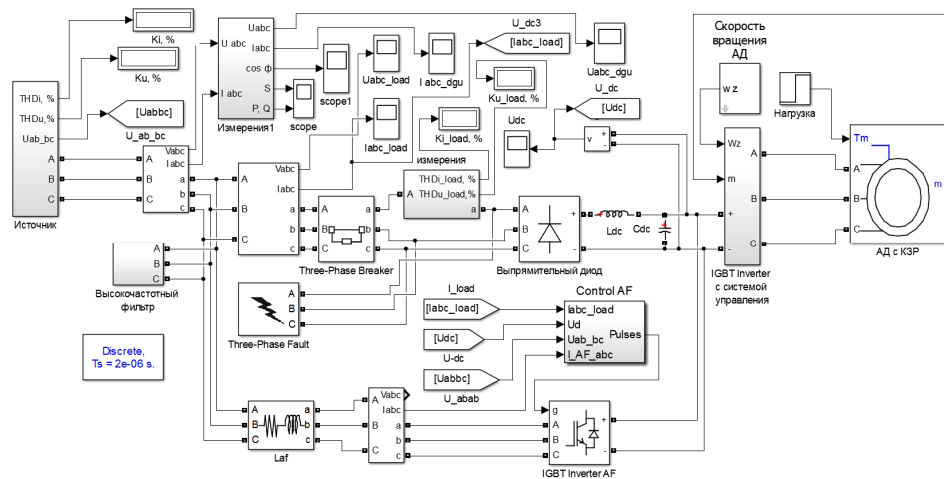 Ki, %
Ku, %
THDi, %
THDu, %
Uab_bc
A
B
C
Источник
[Uabbc]
U_ab_bc
Vabc
Iabc
A
B
C
a
b
c
U abc
I abc
Uabc
Iabc
cos ф
S
P, Q
Измерения1
scope1
scope
Uabc_load
I abc_dgu
Iabc_load
U_dc3
[Iabc_load]
Ku_load, %
Ki_load, %
измерения
Uabc_dgu
U_dc
[Udc]
Udc
v
+
-
Скорость
вращения
АД
w z
Нагрузка
Wz
m
+
-
A
B
C
IGBT Inverter
с системой
управления
Tm
m
A
B
C
АД с КЗР
Vabc
Iabc
A
B
C
a
b
c
A
B
C
a
b
c
Three-Phase Breaker
THDi_load, %
THDu_load, %
A
a
A
B
C
+
-
Выпрямительный диод
Ldc
Cdc
A
B
C
Высокочастотный
фильтр
A
B
C
Three-Phase Fault
Discrete,
Ts = 2e-06 s.
I_load
[Iabc_load]
[Udc]
U-dc
[Uabbc]
U_abab
Control AF
Iabc_load
Ud
Uab_bc
I_AF_abc
Pulses
A
B
C
a
b
c
Laf
Vabc
Iabc
A
B
C
a
b
c
g
A
B
C
+
-
IGBT Inverter AF